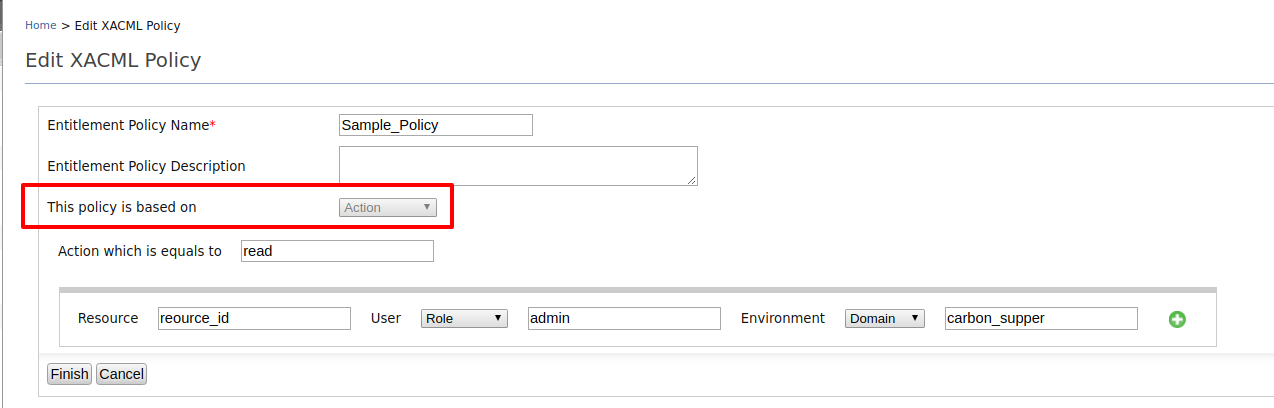 Home > Edit XACML Policy
Edit XACML Policy
Entitlement Policy Name* Sample_Policy
Entitlement Policy Description
This policy is based on Action
Action which is equals to read
Resource reource_id User Role admin Environment Domain carbon_supper
Finish Cancel